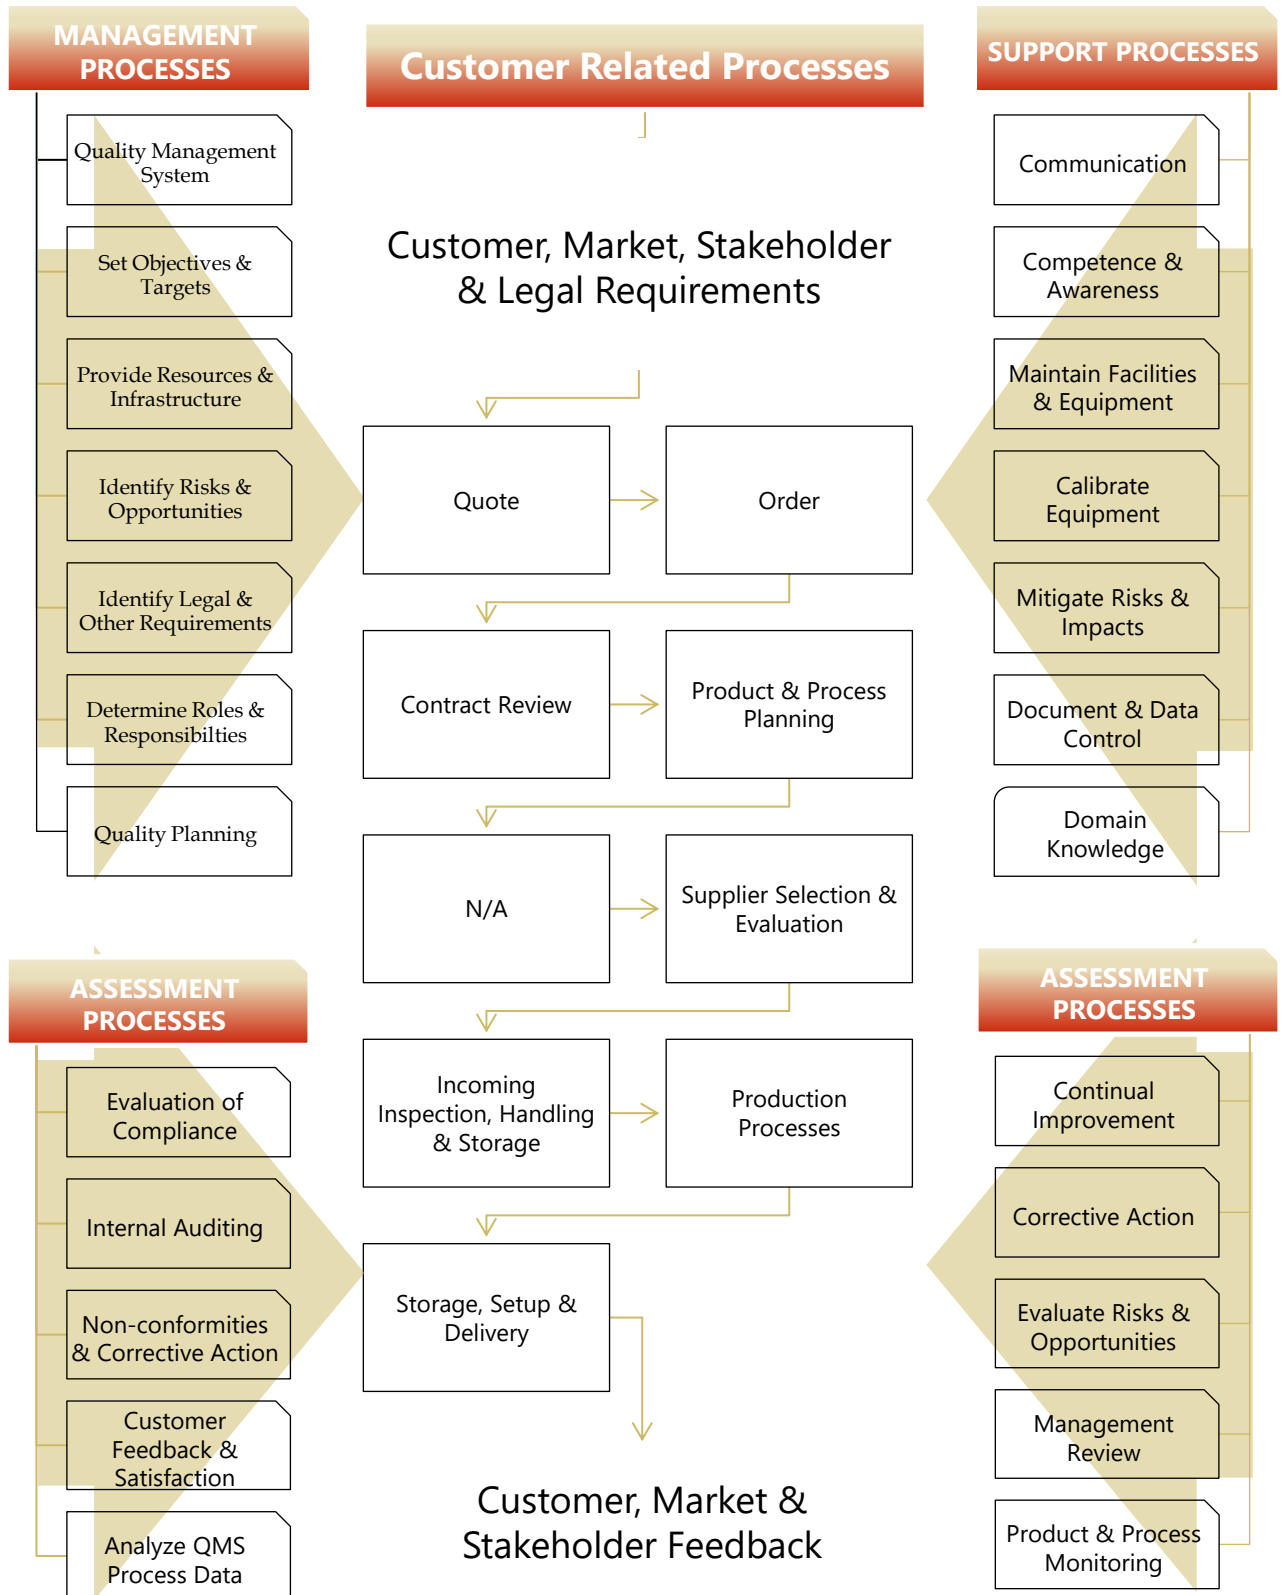 MANAGEMENT
PROCESSES
Quality Management
System
Set Objectives &
Targets
Provide Resources &
Infrastructure
Identify Risks &
Opportunities
Identify Legal &
Other Requirements
Determine Roles &
Responsibilties
Quality Planning
Customer Related Processes
Customer, Market, Stakeholder
& Legal Requirements
Quote
Order
Contract Review
Product & Process
Planning
N/A
Supplier Selection &
Evaluation
Incoming
Inspection, Handling
& Storage
Production
Processes
Storage, Setup &
Delivery
Customer, Market &
Stakeholder Feedback
SUPPORT PROCESSES
Communication
Competence &
Awareness
Maintain Facilities
& Equipment
Calibrate
Equipment
Mitigate Risks &
Impacts
Document & Data
Control
Domain
Knowledge
ASSESSMENT
PROCESSES
Evaluation of
Compliance
Internal Auditing
Non-conformities
& Corrective Action
Customer
Feedback &
Satisfaction
Analyze QMS
Process Data
ASSESSMENT
PROCESSES
Continual
Improvement
Corrective Action
Evaluate Risks &
Opportunities
Management
Review
Product & Process
Monitoring